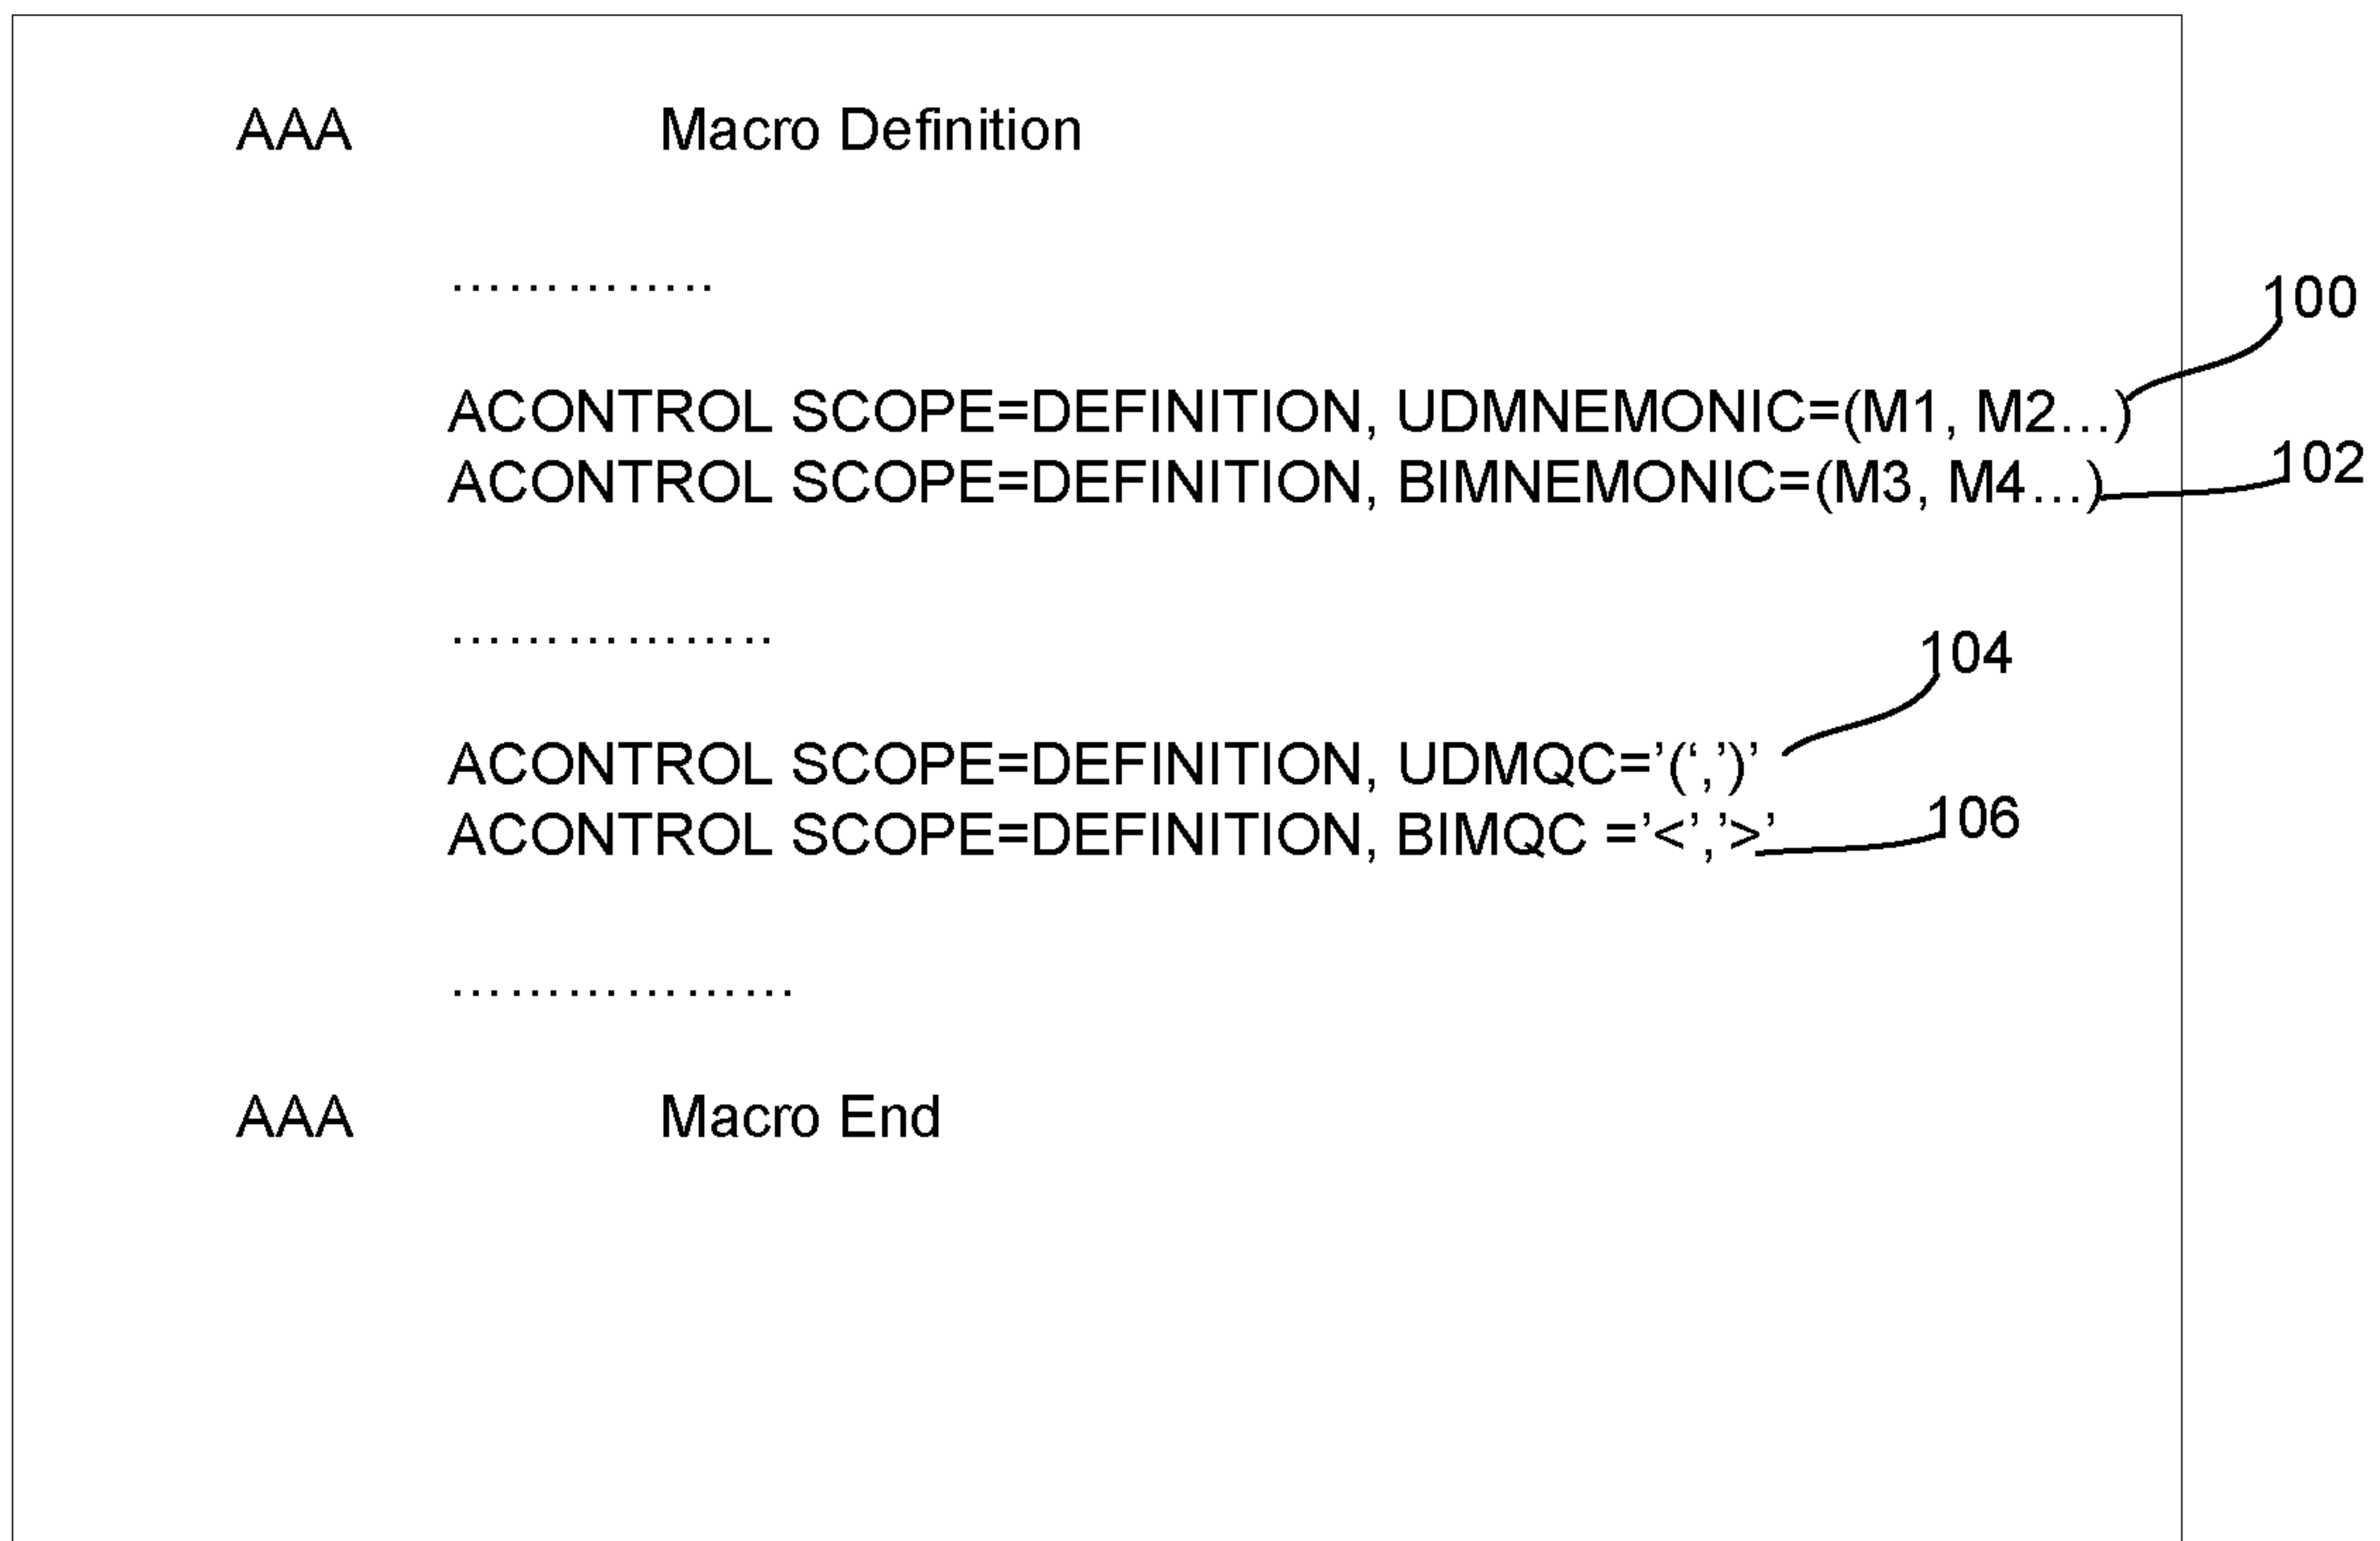 AAA Macro Definition
..............
100
ACONTROL SCOPE=DEFINITION, UDMNEMONIC=(M1, M2...)
ACONTROL SCOPE=DEFINITION, BIMNEMONIC=(M3, M4...)
102
.................
104
ACONTROL SCOPE=DEFINITION, UDMQC=’(‘,’)’
ACONTROL SCOPE=DEFINITION, BIMQC =’<’,’>’
106
..................
AAA Macro End